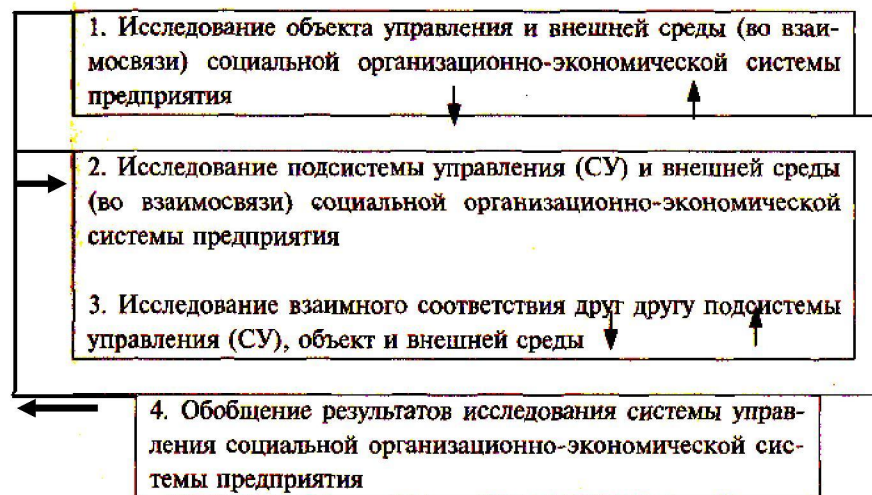 1. Исследование объекта управления и внешней среды (во взаи-
мосвязи) социальной организационно-экономической системы
предприятия
2. Исследование подсистемы управления (СУ) и внешней среды
(во взаимосвязи) социальной организационно-экономической
системы предприятия
3. Исследование взаимного соответствия друг другу подсистемы
управления (СУ), объект и внешней среды
4. Обобщение результатов исследования системы управ-
ления социальной организационно-экономической сис-
темы предприятия